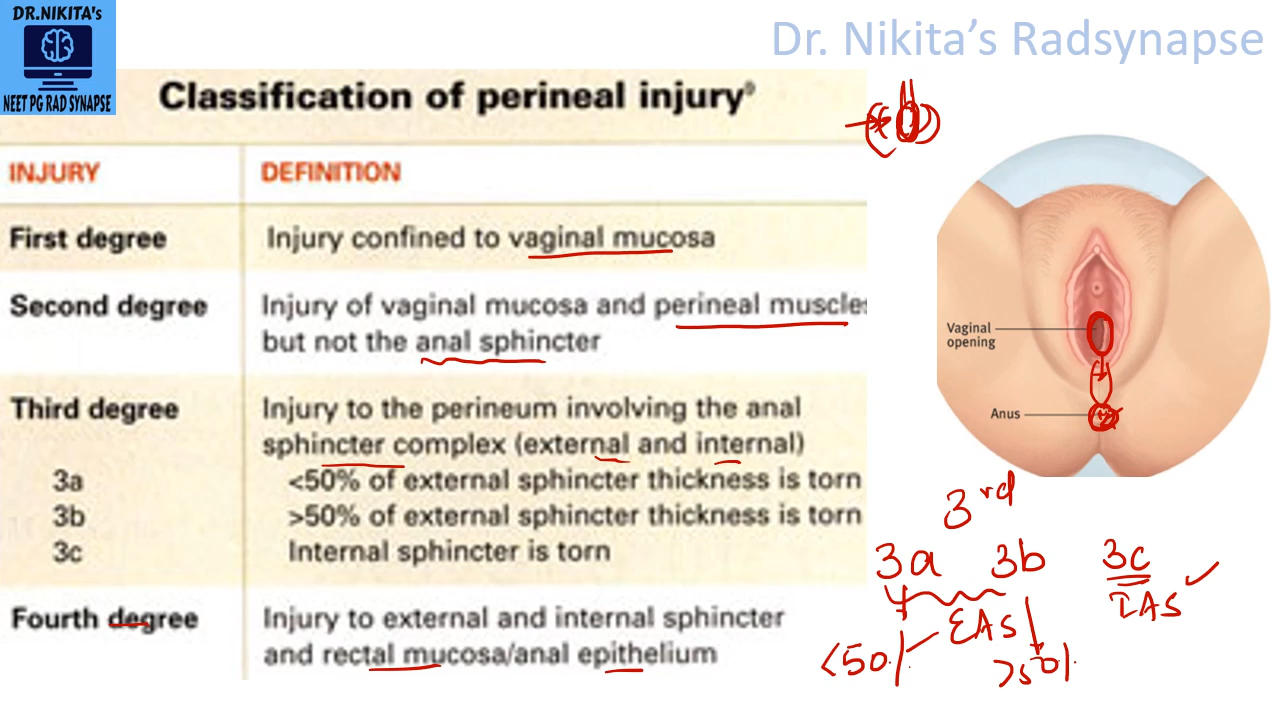 DR.NIKITA's
NEET PG RAD SYNAPSE
Dr. Nikita's Radsynapse
Classification of perineal injury
INJURY DEFINITION
First degree Injury confined to vaginal mucosa
Second degree Injury of vaginal mucosa and perineal muscles
but not the anal sphincter
Third degree Injury to the perineum involving the anal
sphincter complex (external and internal)
3a <50% of external sphincter thickness is torn
3b >50% of external sphincter thickness is torn
3c Internal sphincter is torn
Fourth degree Injury to external and internal sphincter
and rectal mucosa/anal epithelium
Vaginal
opening
Anus
3rd
3a 3b 3c
EAS IAS
<50% >50%